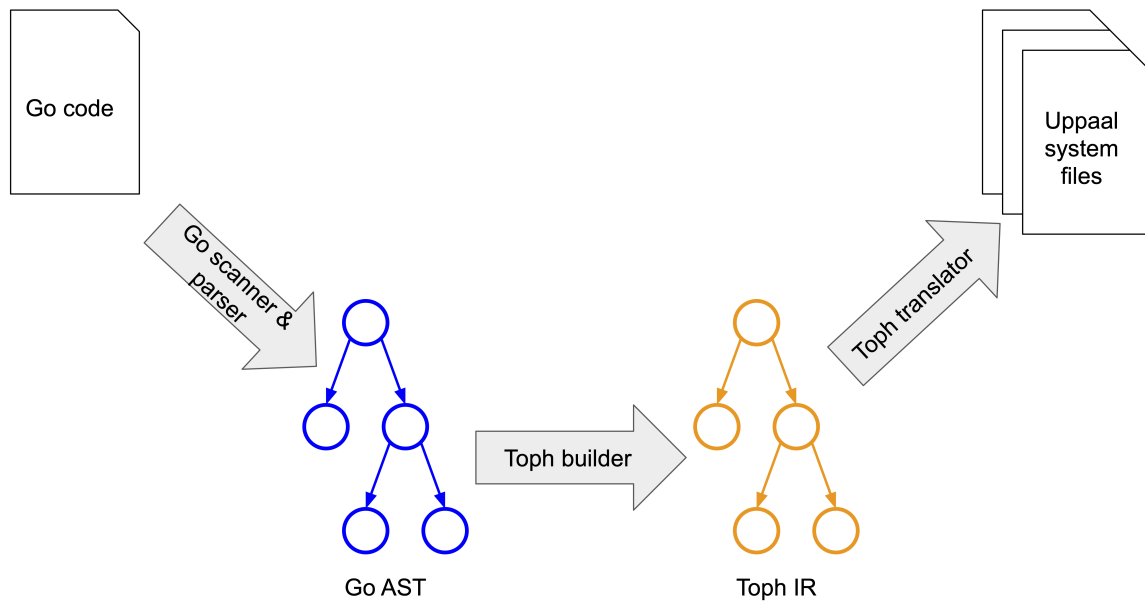 Go code
Uppaal
system
files
Go scanner &
parser
Toph translator
Toph builder
Go AST
Toph IR